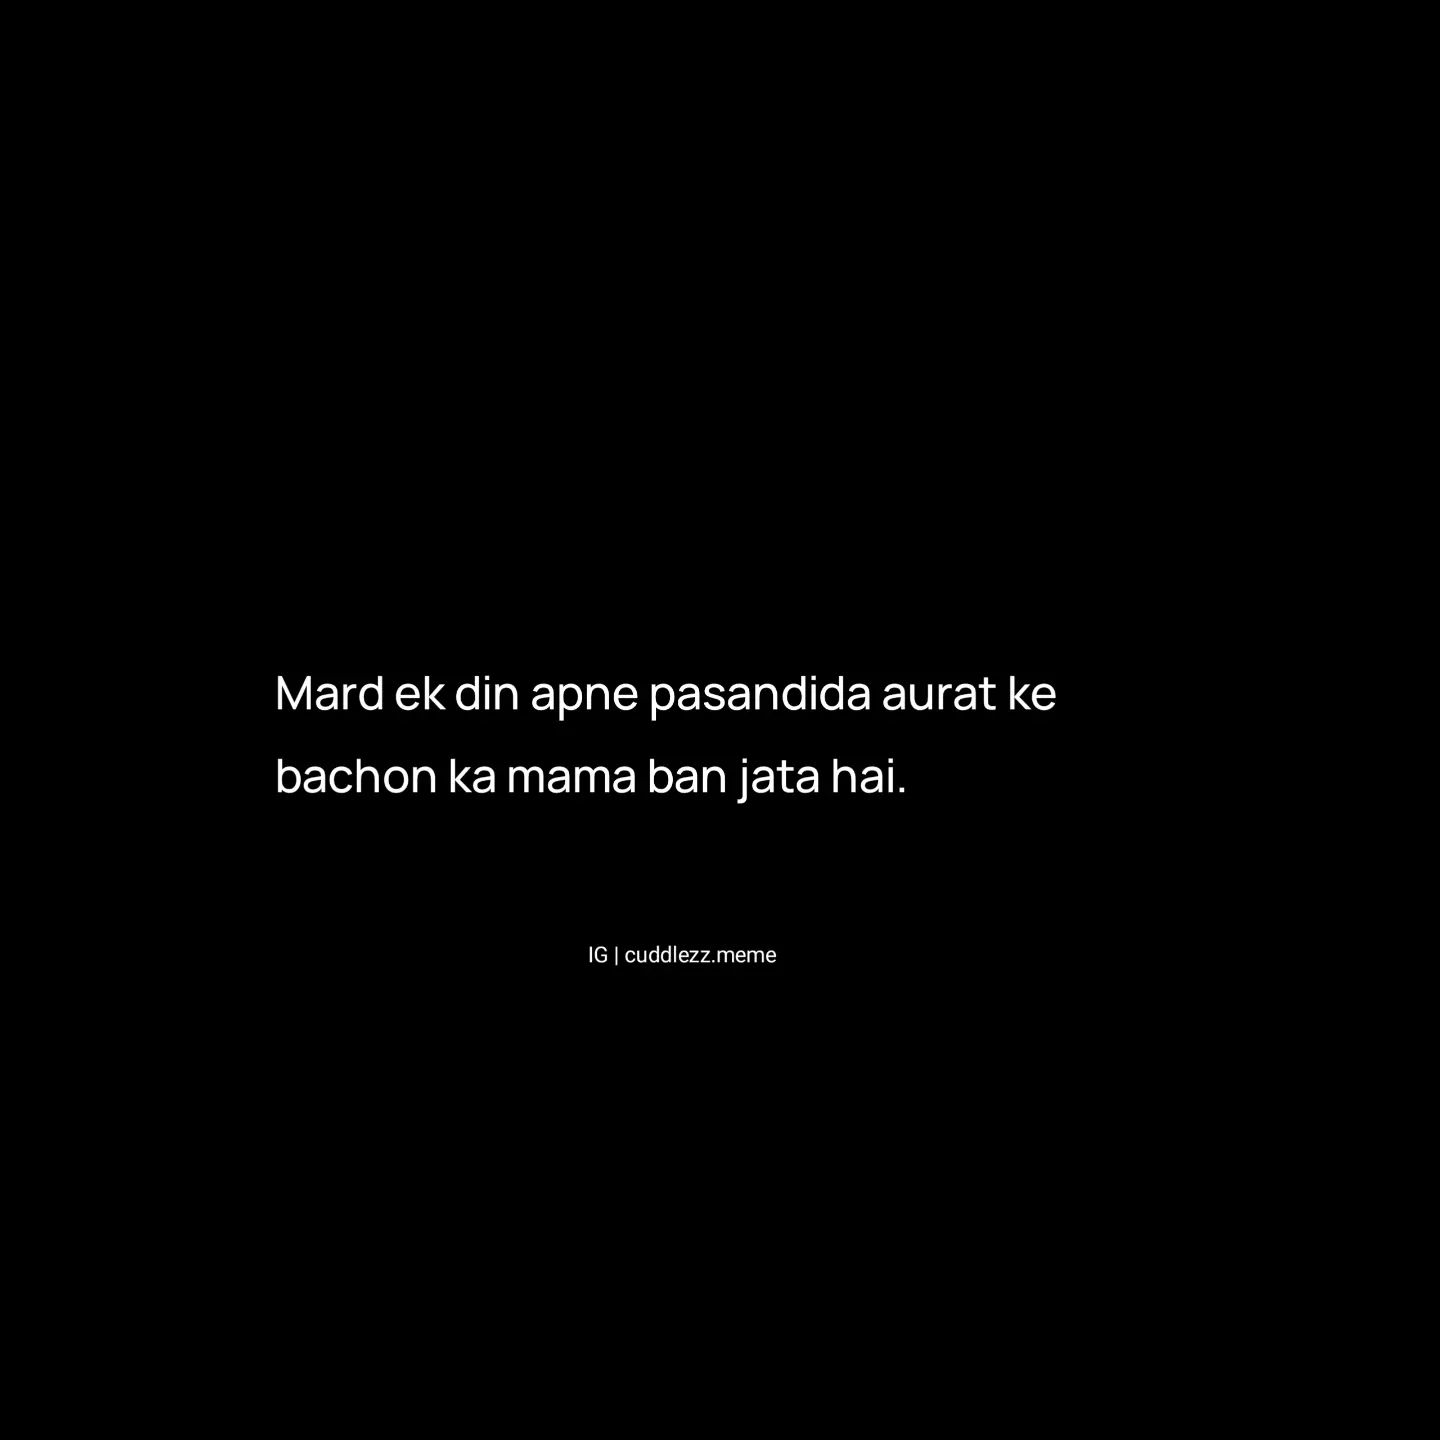 Mard ek din apne pasandida aurat ke
bachon ka mama ban jata hai.
IG | cuddlezz.meme